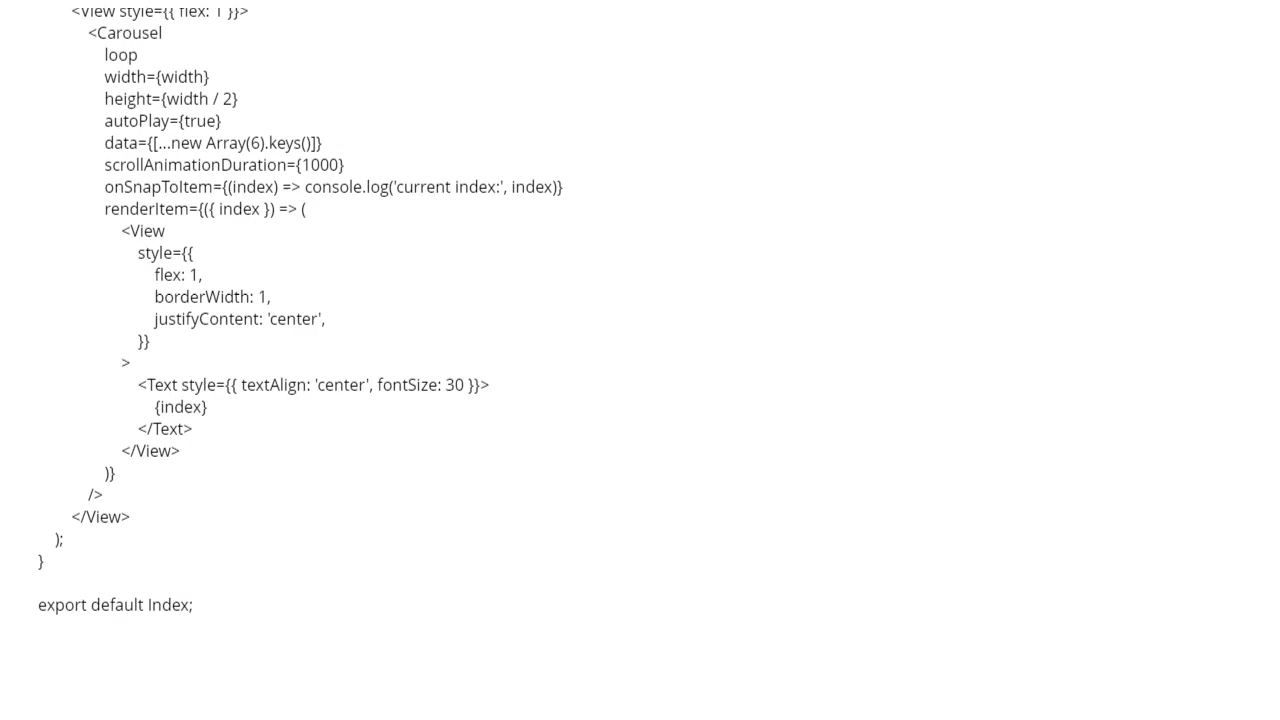 <View style={{ flex: 1 }}>
<Carousel
loop
width={width}
height={width / 2}
autoPlay={true}
data={[...new Array(6).keys()]}
scrollAnimationDuration={1000}
onSnapToItem={(index) => console.log('current index:', index)}
renderItem={({ index }) => (
<View
style={{
flex: 1,
borderWidth: 1,
justifyContent: 'center',
}}
>
<Text style={{ textAlign: 'center', fontSize: 30 }}>
{index}
</Text>
</View>
)}
/>
</View>
);
}
export default Index;